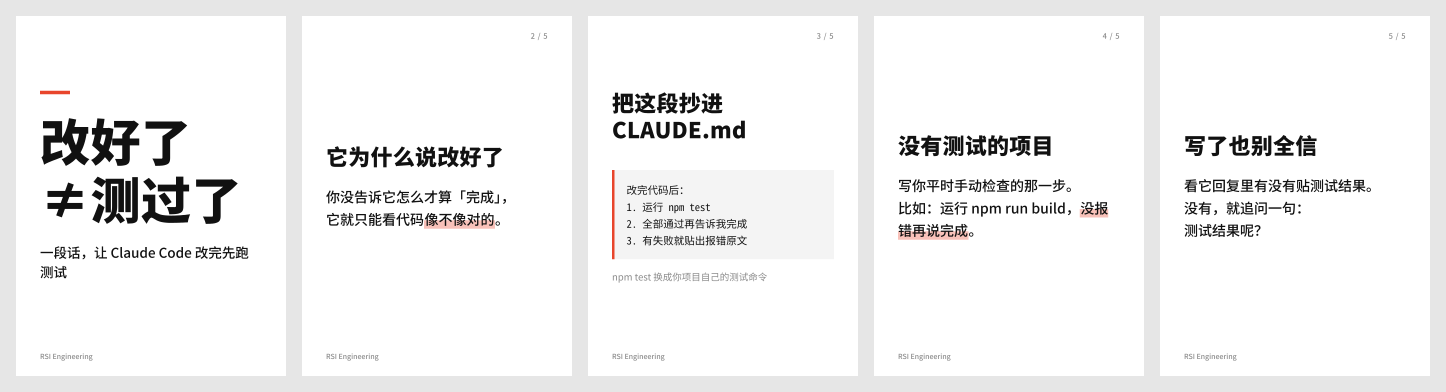 改好了
≠测过了
一段话，让 Claude Code 改完先跑
测试
RSI Engineering
2 / 5
它为什么说改好了
你没告诉它怎么才算「完成」，
它就只能看代码像不像对的。
RSI Engineering
3 / 5
把这段抄进
CLAUDE.md
改完代码后：
1. 运行 npm test
2. 全部通过再告诉我完成
3. 有失败就贴出报错原文
npm test 换成你项目自己的测试命令
RSI Engineering
4 / 5
没有测试的项目
写你平时手动检查的那一步。
比如：运行 npm run build，没报
错再说完成。
RSI Engineering
5 / 5
写了也别全信
看它回复里有没有贴测试结果。
没有，就追问一句：
测试结果呢？
RSI Engineering